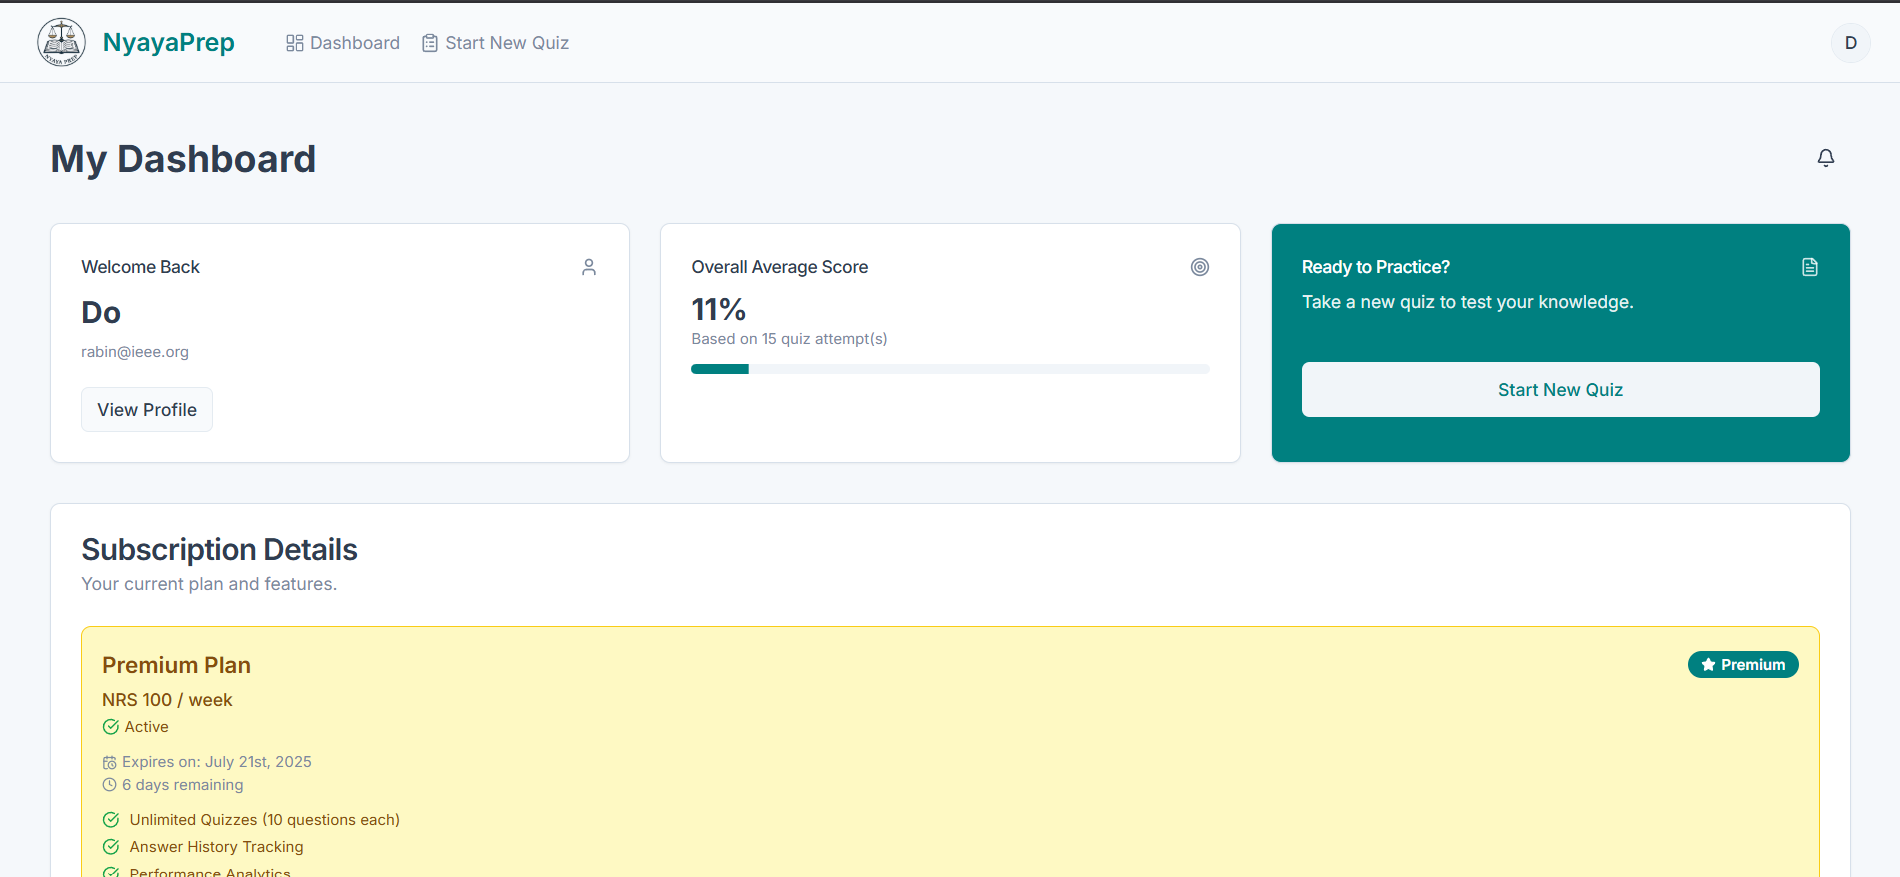 NYAYA PREP
NyayaPrep
Dashboard
Start New Quiz
D
My Dashboard
Welcome Back
Do
rabin@ieee.org
View Profile
Overall Average Score
11%
Based on 15 quiz attempt(s)
Ready to Practice?
Take a new quiz to test your knowledge.
Start New Quiz
Subscription Details
Your current plan and features.
Premium Plan
Premium
NRS 100 / week
Active
Expires on: July 21st, 2025
6 days remaining
Unlimited Quizzes (10 questions each)
Answer History Tracking
Performance Analytics